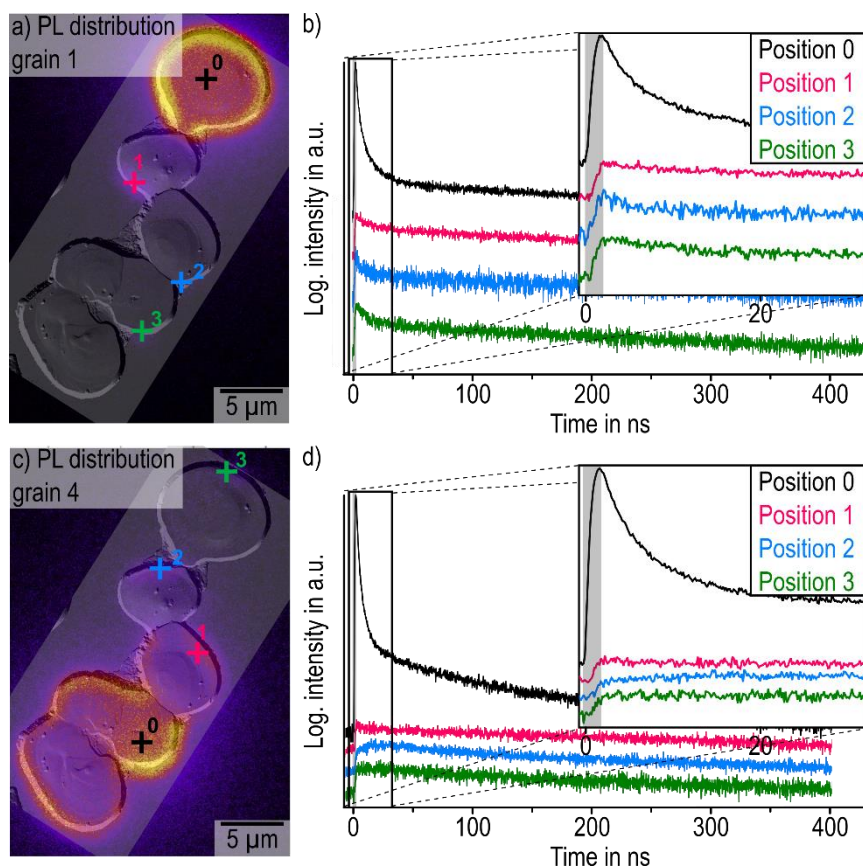 a) PL distribution
grain 1
0
1
2
3
5 µm
b)
Log. intensity in a.u.
Position 0
Position 1
Position 2
Position 3
0
20
0
100
200
300
400
Time in ns
c) PL distribution
grain 4
3
2
1
0
5 µm
d)
Log. intensity in a.u.
Position 0
Position 1
Position 2
Position 3
0
20
0
100
200
300
400
Time in ns